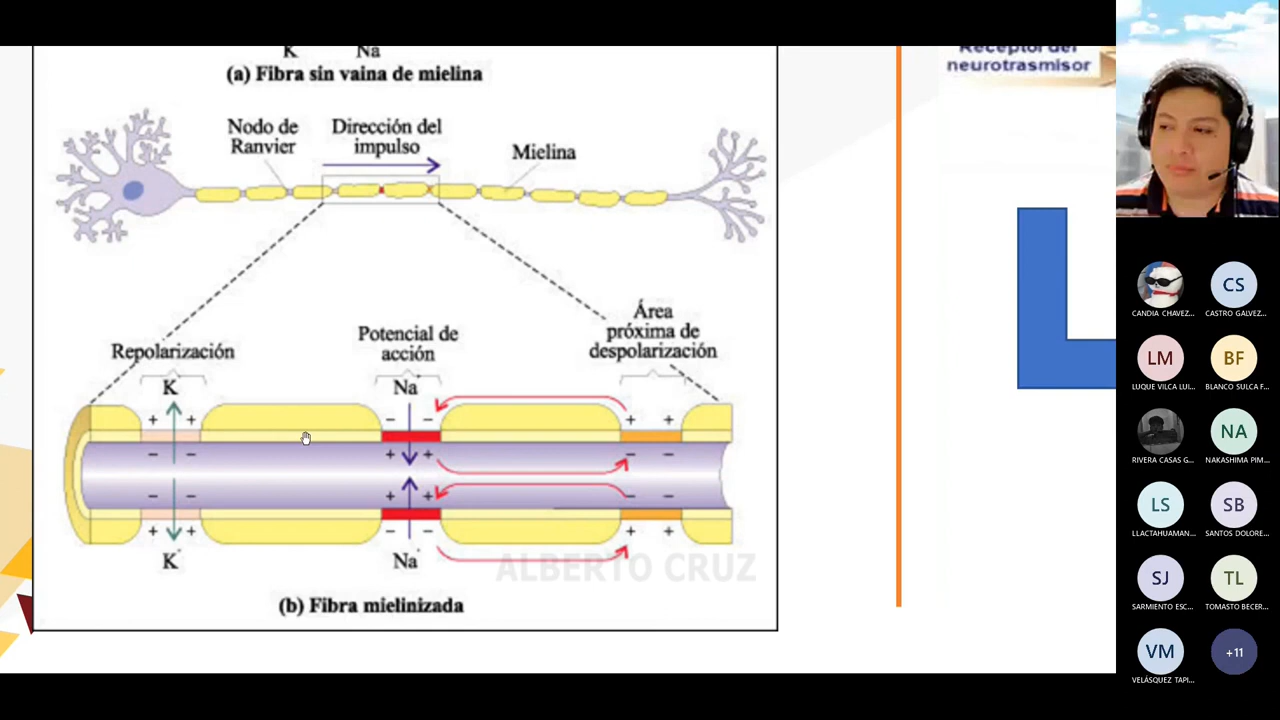 K Na
(a) Fibra sin vaina de mielina
Nodo de
Ranvier
Dirección del
impulso
Mielina
Repolarización
Potencial de
acción
Área
próxima de
despolarización
K Na
+ + - - + +
- - + + - -
- - + + - -
+ + - - + +
K Na
ALBERTO CRUZ
(b) Fibra mielinizada
Receptor del
neurotrasmisor
CS
CANDIA CHAVEZ... CASTRO GALVEZ...
LM BF
LUQUE VILCA LUI... BLANCO SULCA F...
NA
RIVERA CASAS G... NAKASHIMA PIM...
LS SB
LLACTAHUAMAN... SANTOS DOLORE...
SJ TL
SARMIENTO ESC... TOMASTO BECER...
VM +11
VELÁSQUEZ TAPI...